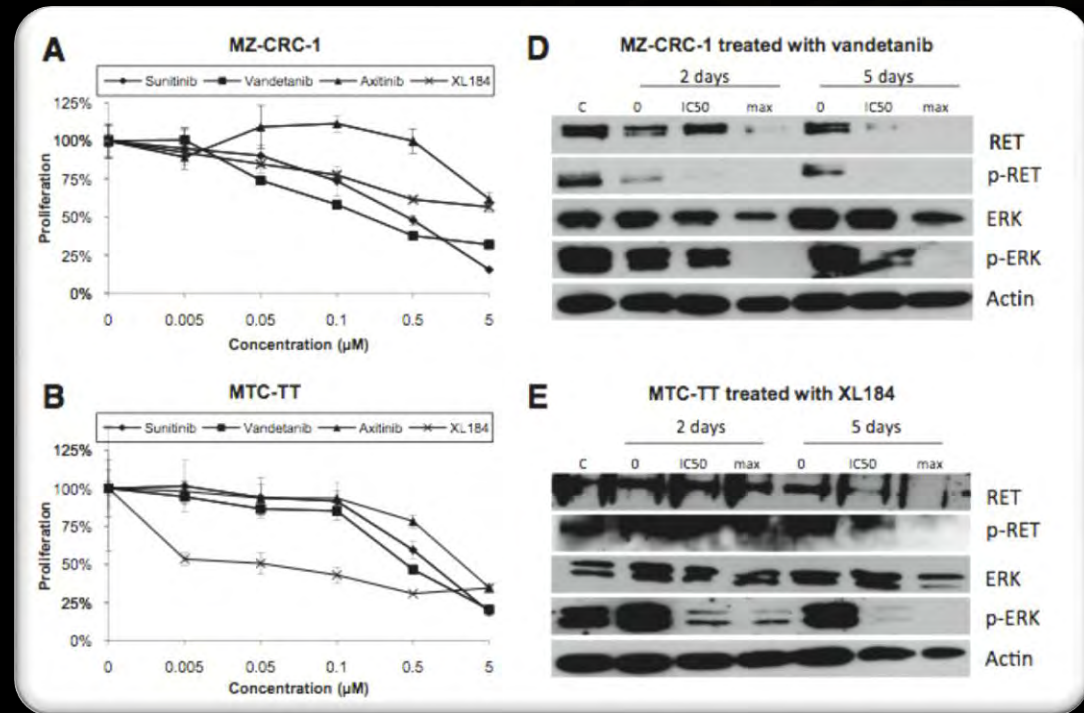 A
MZ-CRC-1
Sunitinib Vandetanib Axitinib XL184
125%
100%
75%
50%
25%
0%
Proliferation
0 0.005 0.05 0.1 0.5 5
Concentration (µM)
B
MTC-TT
Sunitinib Vandetanib Axitinib XL184
125%
100%
75%
50%
25%
0%
Proliferation
0 0.005 0.05 0.1 0.5 5
Concentration (µM)
D
MZ-CRC-1 treated with vandetanib
2 days 5 days
C 0 IC50 max 0 IC50 max
RET
p-RET
ERK
p-ERK
Actin
E
MTC-TT treated with XL184
2 days 5 days
C 0 IC50 max 0 IC50 max
RET
p-RET
ERK
p-ERK
Actin